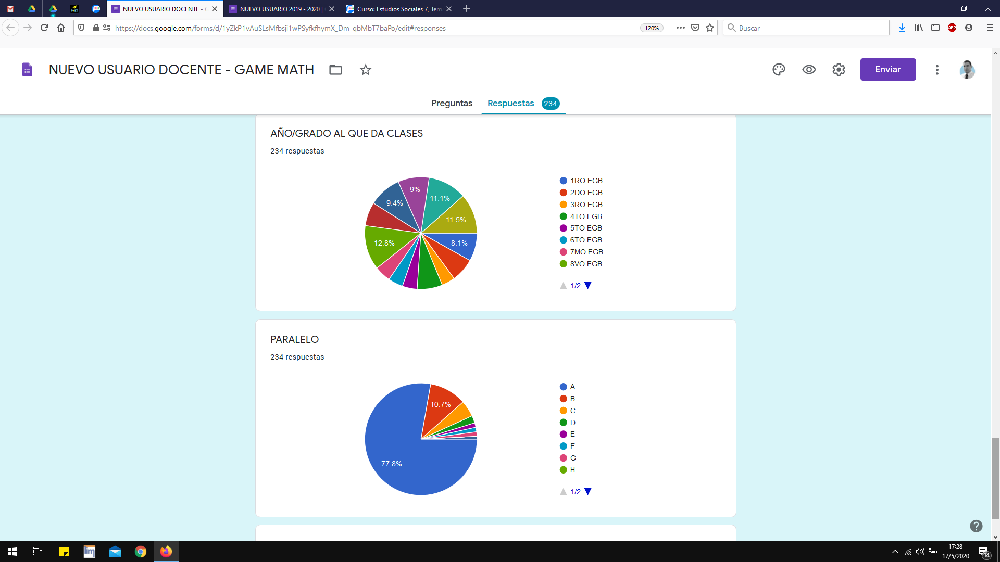 NUEVO USUARIO DOCENTE - G
NUEVO USUARIO 2019 - 2020 |
Curso: Estudios Sociales 7, Tem
https://docs.google.com/forms/d/1yZkP1vAuSLsMfbsji1wPSyfkfhymX_Dm-qbMbT7baPo/edit#responses
120%
Buscar
ABP
NUEVO USUARIO DOCENTE - GAME MATH
Enviar
Preguntas
Respuestas 234
AÑO/GRADO AL QUE DA CLASES
234 respuestas
9%
11.1%
9.4%
11.5%
12.8%
8.1%
1RO EGB
2DO EGB
3RO EGB
4TO EGB
5TO EGB
6TO EGB
7MO EGB
8VO EGB
1/2
PARALELO
234 respuestas
10.7%
77.8%
A
B
C
D
E
F
G
H
1/2
lim
17:28
17/5/2020
14